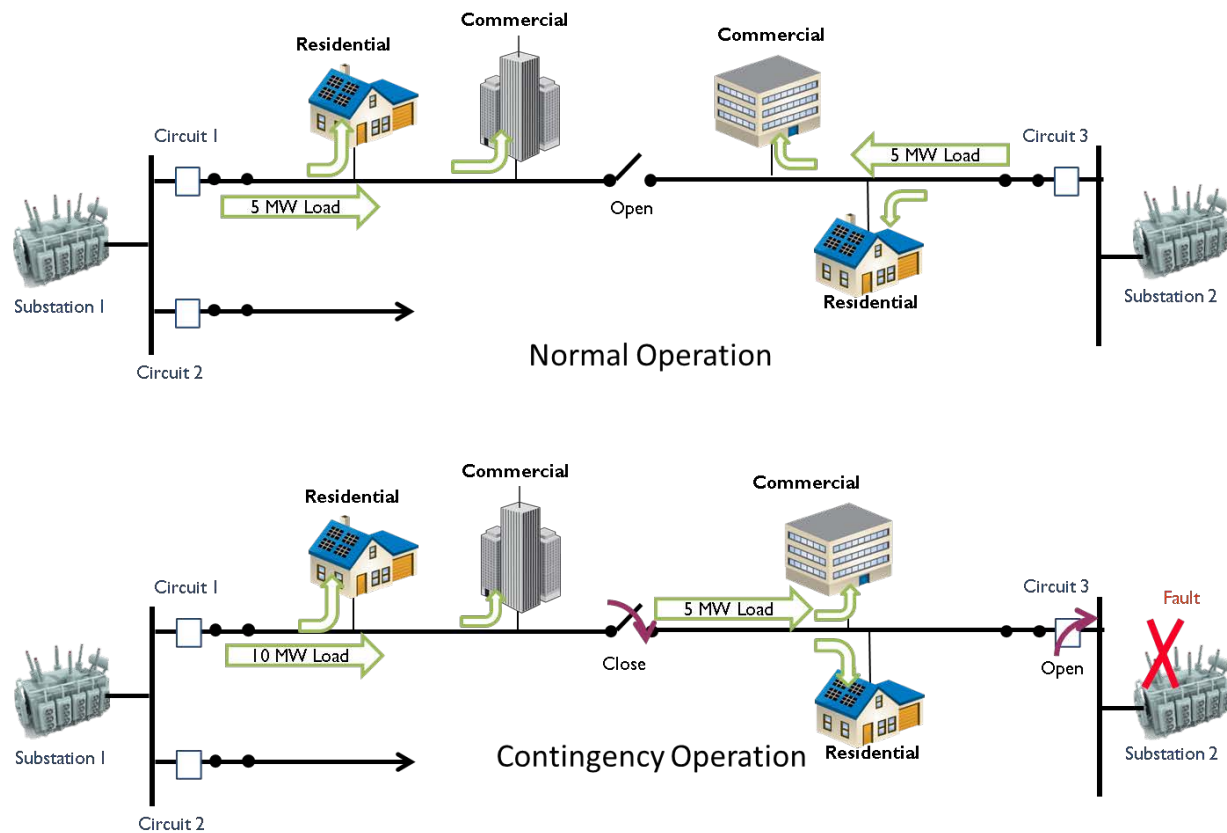 Commercial
Residential
Commercial
Circuit 1
Circuit 3
5 MW Load
5 MW Load
Open
Substation 1
Residential
Substation 2
Normal Operation
Circuit 2
Commercial
Residential
Commercial
Circuit 1
Circuit 3
Fault
5 MW Load
10 MW Load
Close
Open
Substation 1
Residential
Substation 2
Contingency Operation
Circuit 2